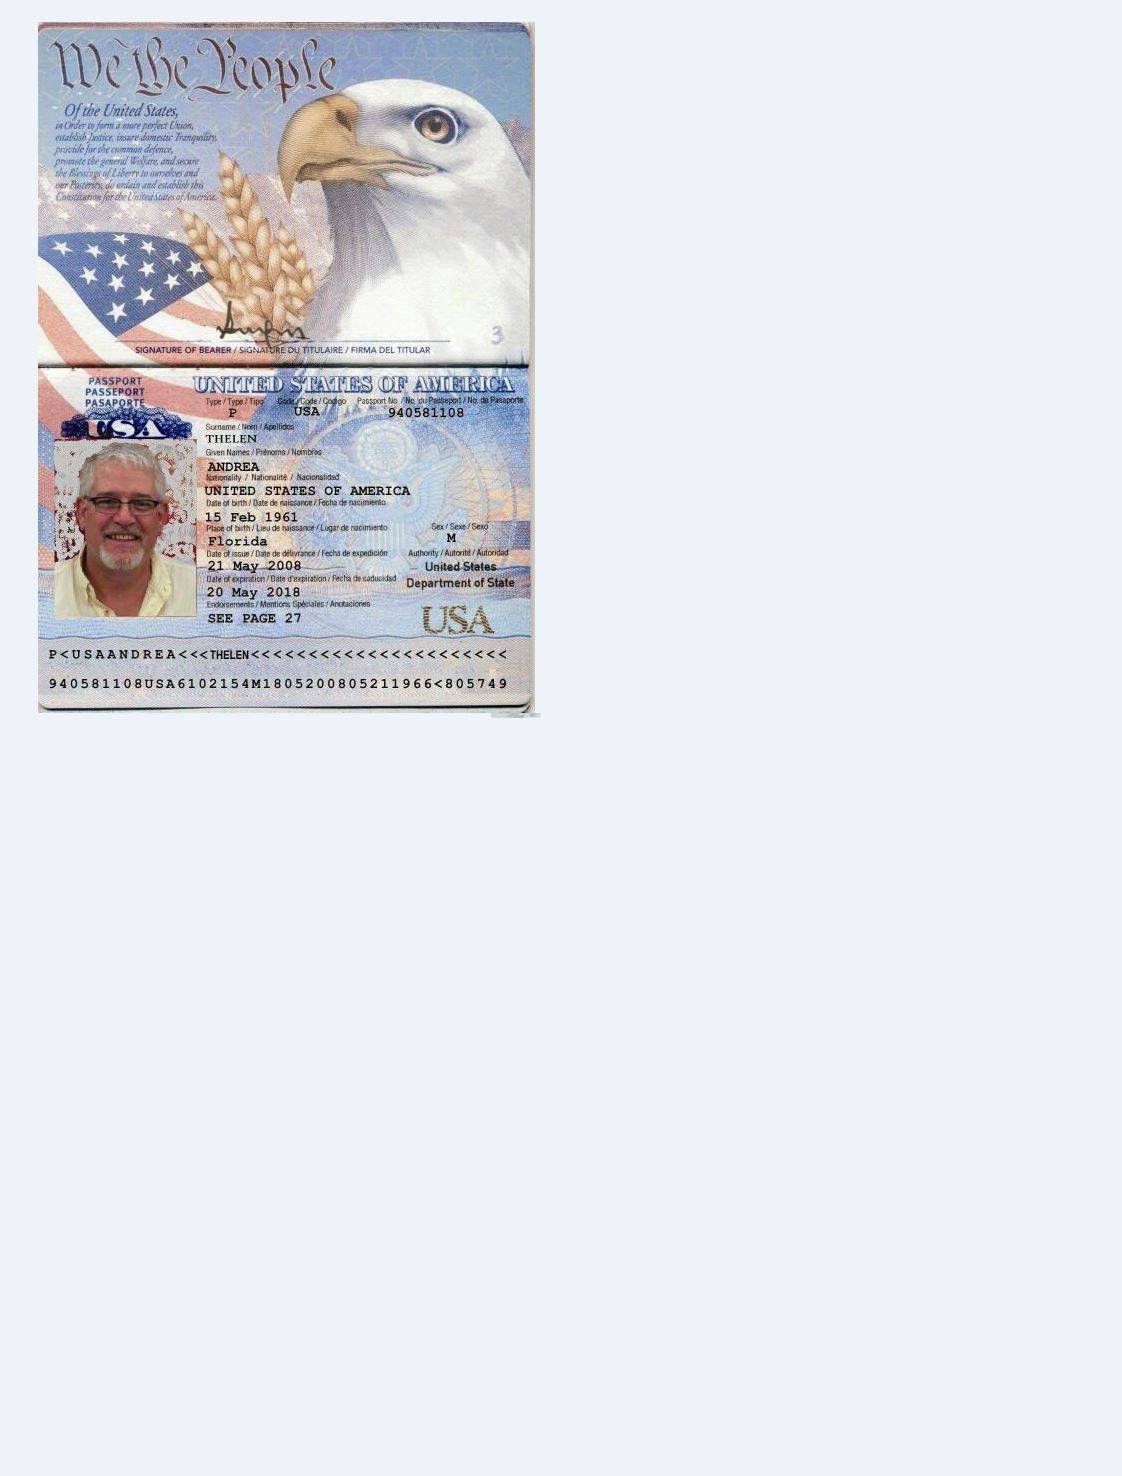 We the People
Of the United States,
in Order to form a more perfect Union,
establish Justice, insure domestic Tranquility,
provide for the common defence,
promote the general Welfare, and secure
the Blessings of Liberty to ourselves and
our Posterity, do ordain and establish this
Constitution for the United States of America.
3
SIGNATURE OF BEARER / SIGNATURE DU TITULAIRE / FIRMA DEL TITULAR
PASSPORT
PASSEPORT
PASAPORTE
USA
UNITED STATES OF AMERICA
Type / Type / Tipo Code / Code / Codigo Passport No. / No. du Passeport / No. de Pasaporte
P USA 940581108
Surname / Nom / Apellidos
THELEN
Given Names / Prénoms / Nombres
ANDREA
Nationality / Nationalité / Nacionalidad
UNITED STATES OF AMERICA
Date of birth / Date de naissance / Fecha de nacimiento
15 Feb 1961
Place of birth / Lieu de naissance / Lugar de nacimiento Sex / Sexe / Sexo
Florida M
Date of issue / Date de délivrance / Fecha de expedición Authority / Autorité / Autoridad
21 May 2008 United States
Date of expiration / Date d'expiration / Fecha de caducidad Department of State
20 May 2018
Endorsements / Mentions Spéciales / Anotaciones
SEE PAGE 27 USA
P<USAANDREA<<<THELEN<<<<<<<<<<<<<<<<<<<<<<
940581108USA6102154M1805200805211966<805749